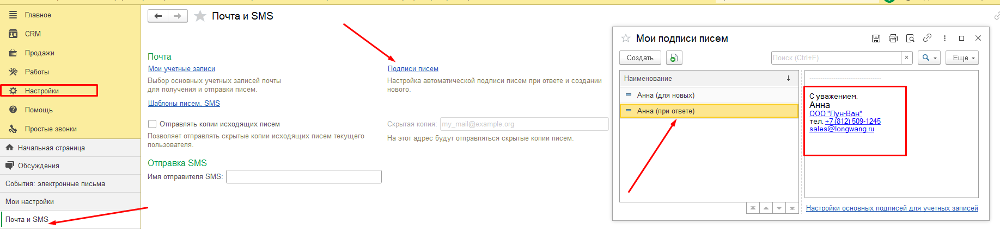 Главное
CRM
Продажи
Работы
Настройки
Помощь
Простые звонки
Начальная страница
Обсуждения
События: электронные письма
Мои настройки
Почта и SMS
Почта и SMS
Почта
Мои учетные записи
Выбор основных учетных записей почты
для получения и отправки писем.
Шаблоны писем, SMS
Отправлять копии исходящих писем
Позволяет отправлять скрытые копии исходящих писем текущего
пользователя.
Отправка SMS
Имя отправителя SMS:
Подписи писем
Настройка автоматической подписи писем при ответе и создании
нового.
Скрытая копия: my_mail@example.org
На этот адрес будут отправляться скрытые копии писем.
Мои подписи писем
Создать
Поиск (Ctrl+F)
×
Еще
Наименование
Анна (для новых)
Анна (при ответе)
---------------------------------
С уважением,
Анна
ООО "Лун-Ван"
тел. +7 (812) 509-1245
sales@longwang.ru
Настройки основных подписей для учетных записей